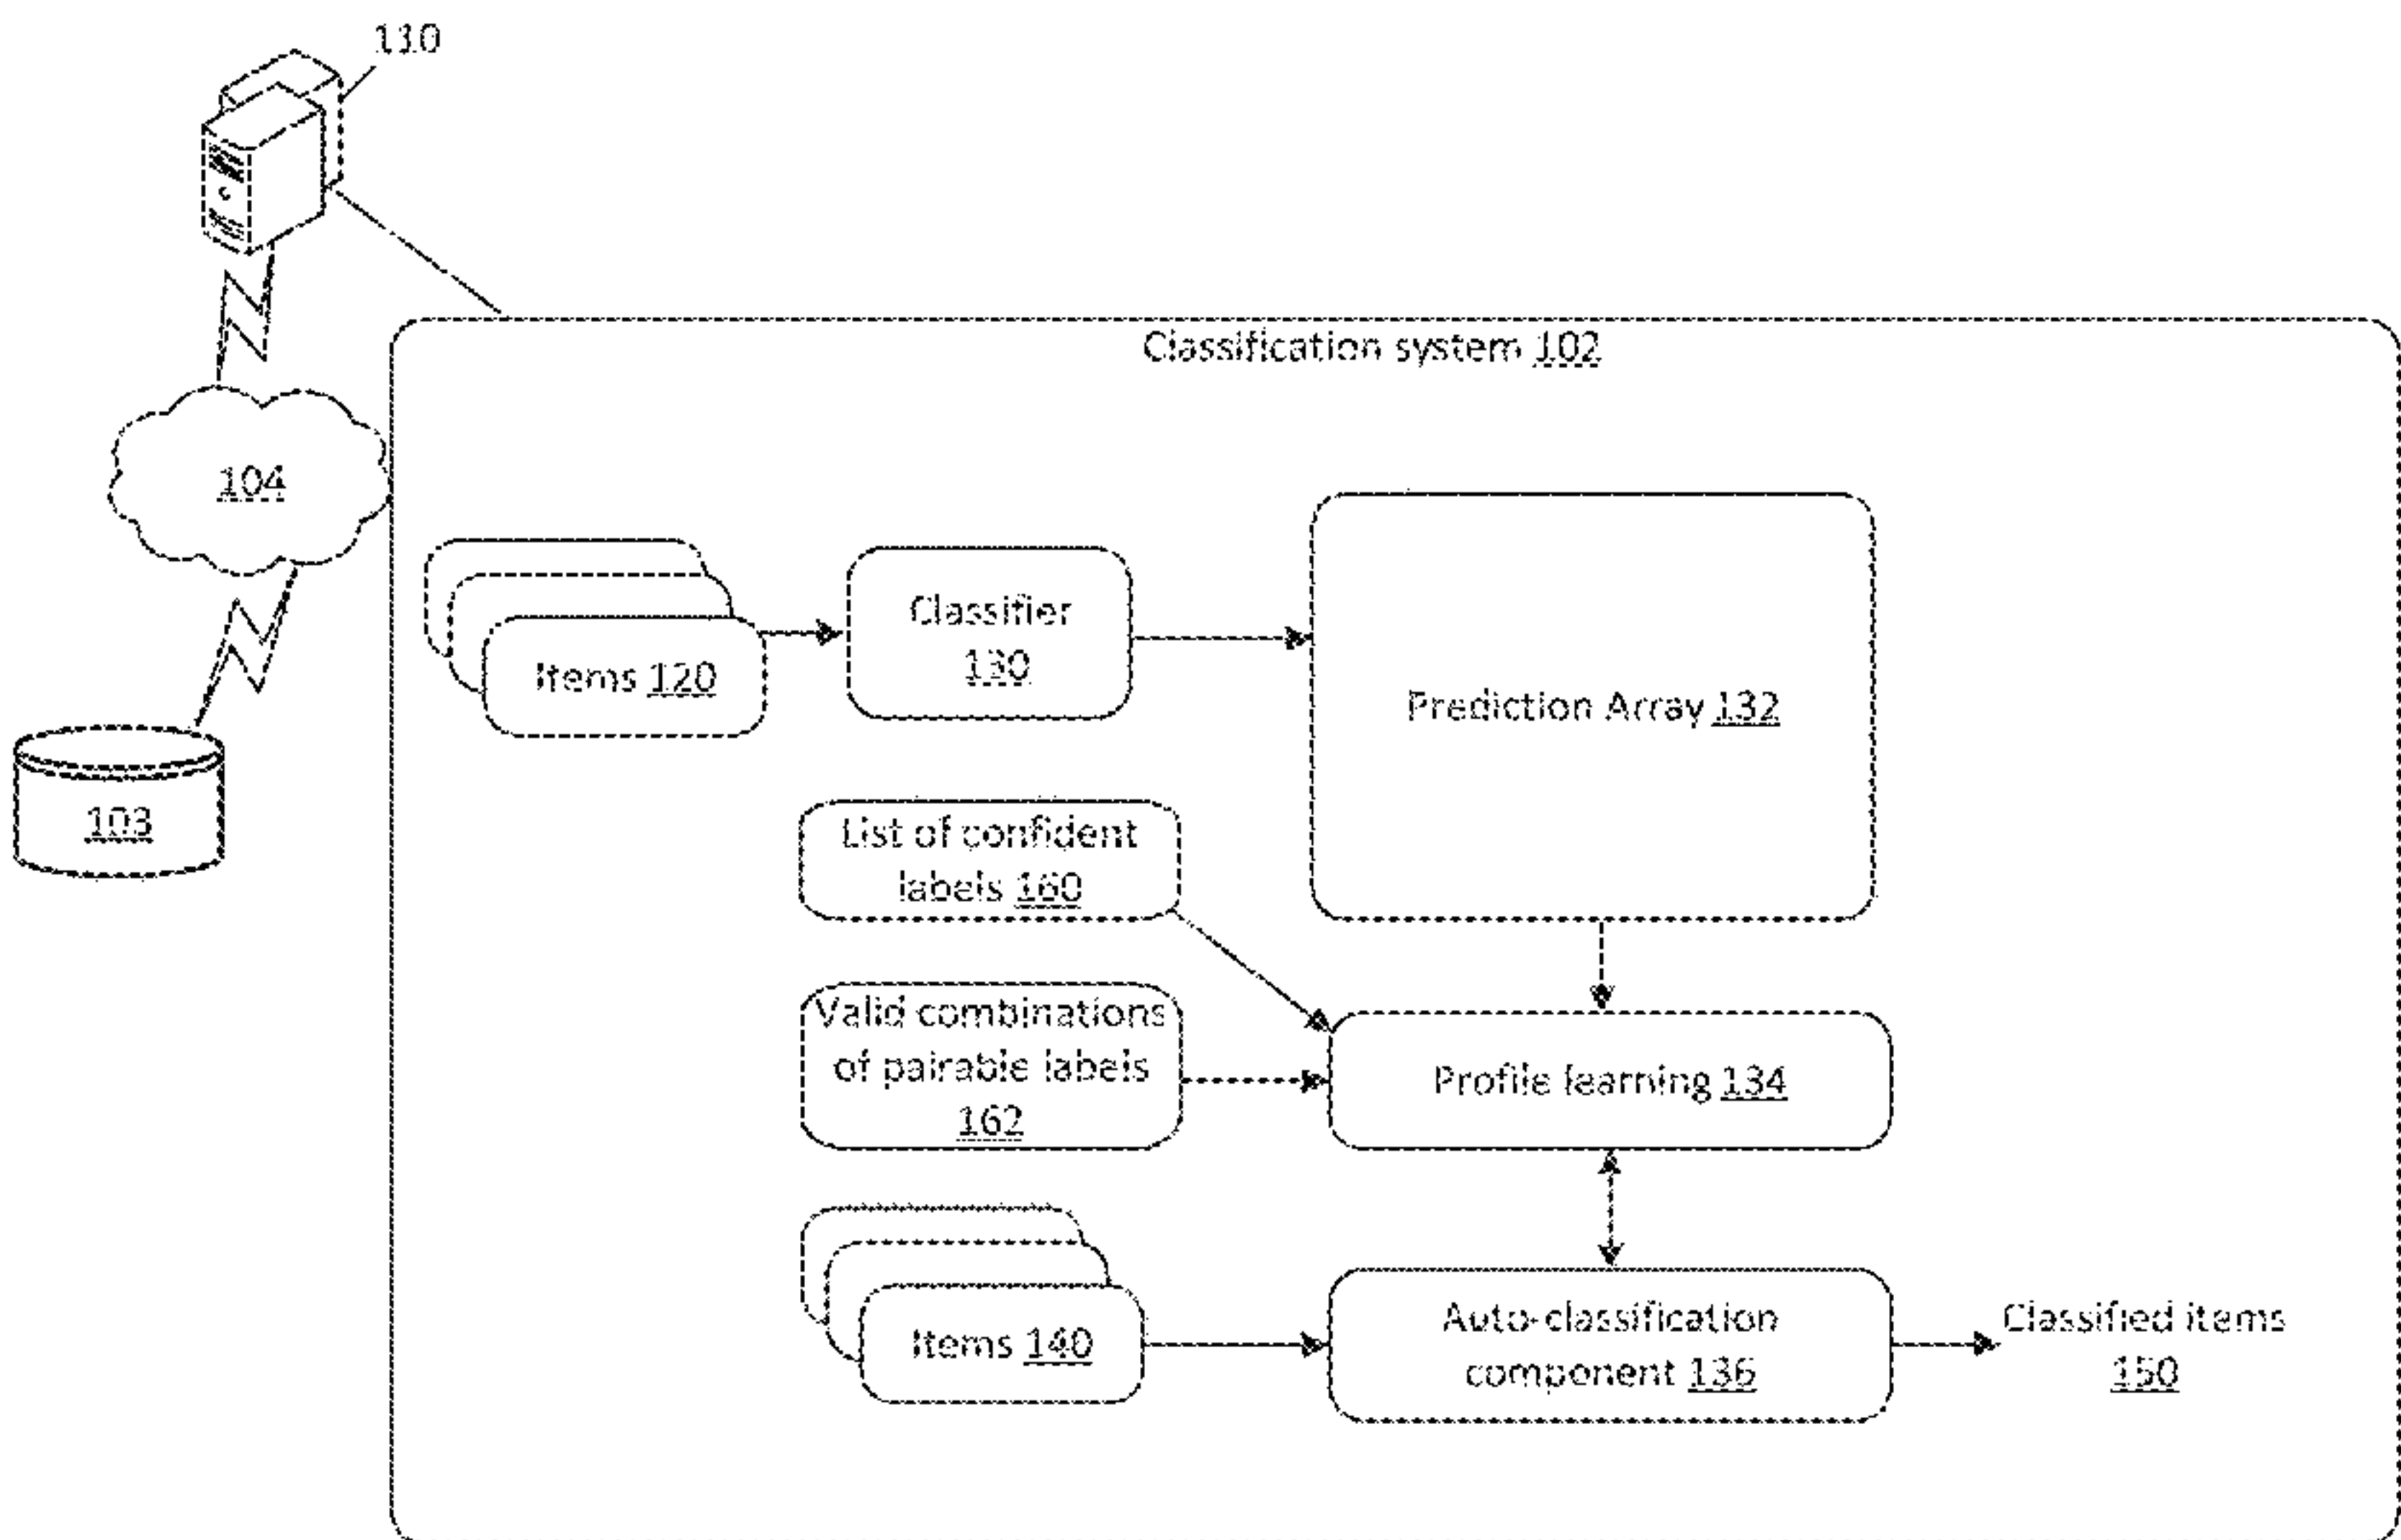 110
Classification system 102
104
Classifier
130
Items 120
Prediction Array 132
103
List of confident
labels 160
Valid combinations
of pairable labels
162
Profile learning 134
Items 140
Auto-classification
component 136
Classified items
150